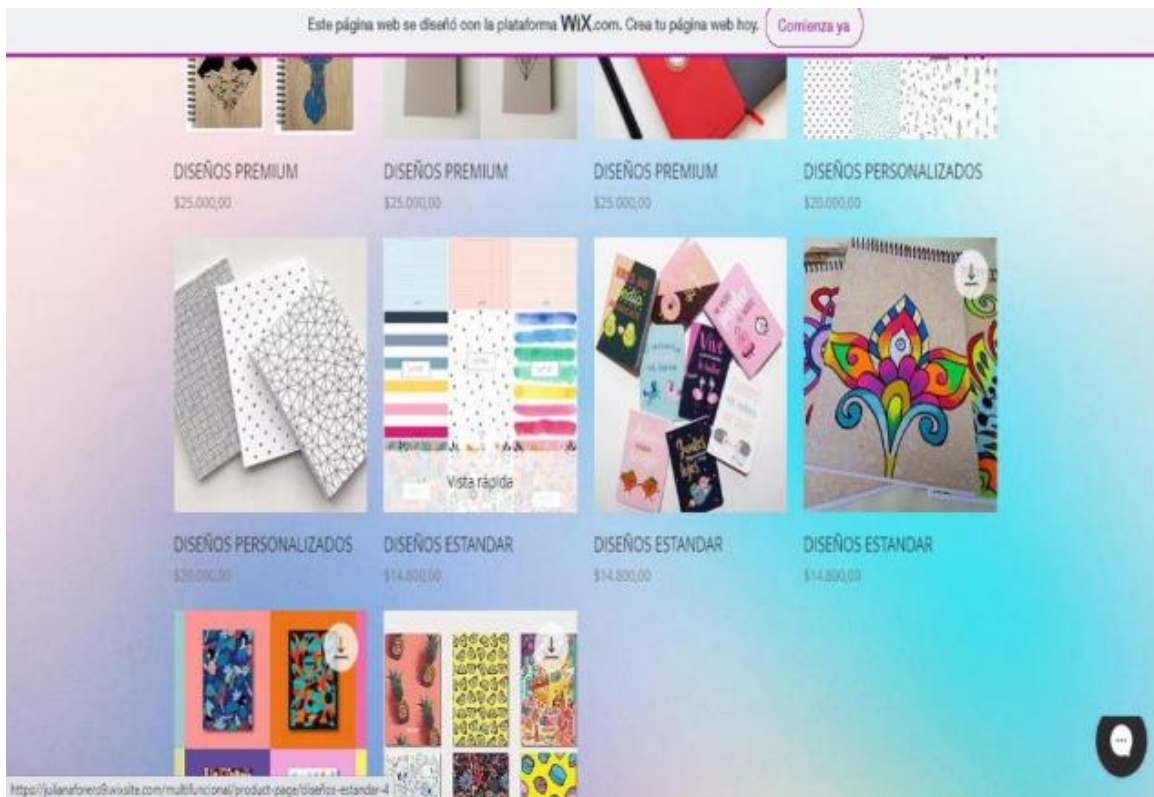 Este página web se diseñó con la plataforma WiX.com. Crea tu página web hoy. Comienza ya
DISEÑOS PREMIUM DISEÑOS PREMIUM DISEÑOS PREMIUM DISEÑOS PERSONALIZADOS
$25.000,00 $25.000,00 $25.000,00 $20.000,00
Vive
Juntos
lejos
Vista rápida
DISEÑOS PERSONALIZADOS DISEÑOS ESTANDAR DISEÑOS ESTANDAR DISEÑOS ESTANDAR
$20.000,00 $14.800,00 $14.800,00 $14.800,00
https://julianaforero9.wixsite.com/multifuncional/product-page/diseños-estandar-4